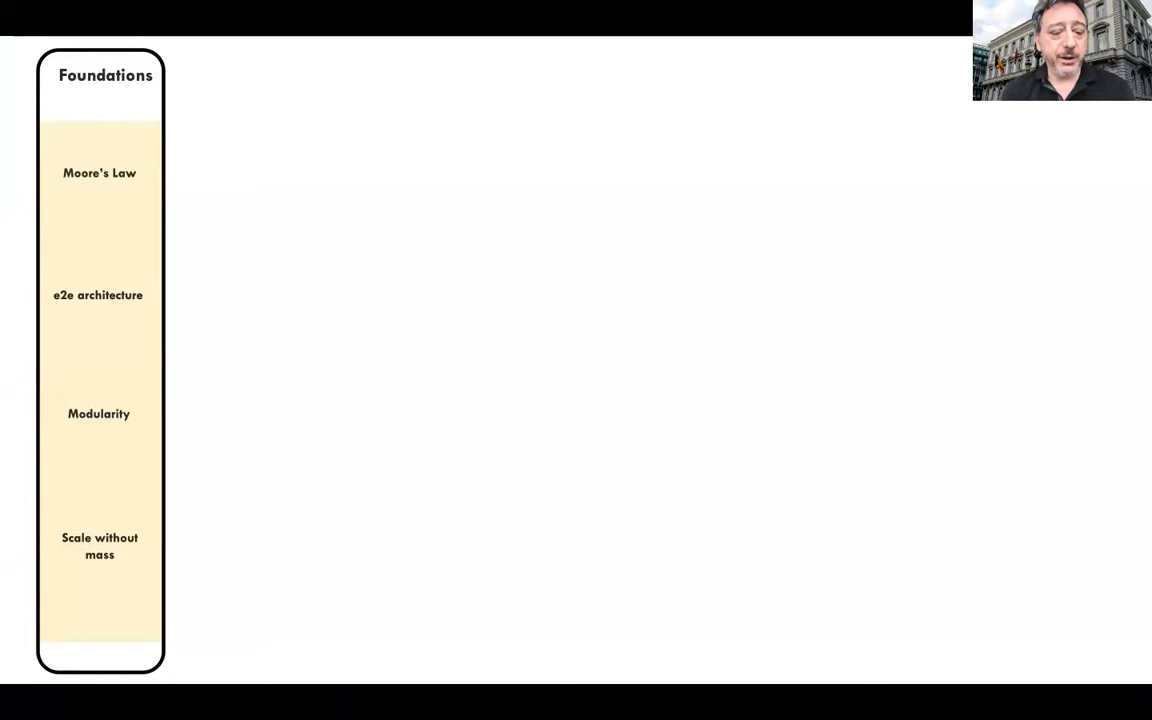 Foundations
Moore's Law
e2e architecture
Modularity
Scale without
mass